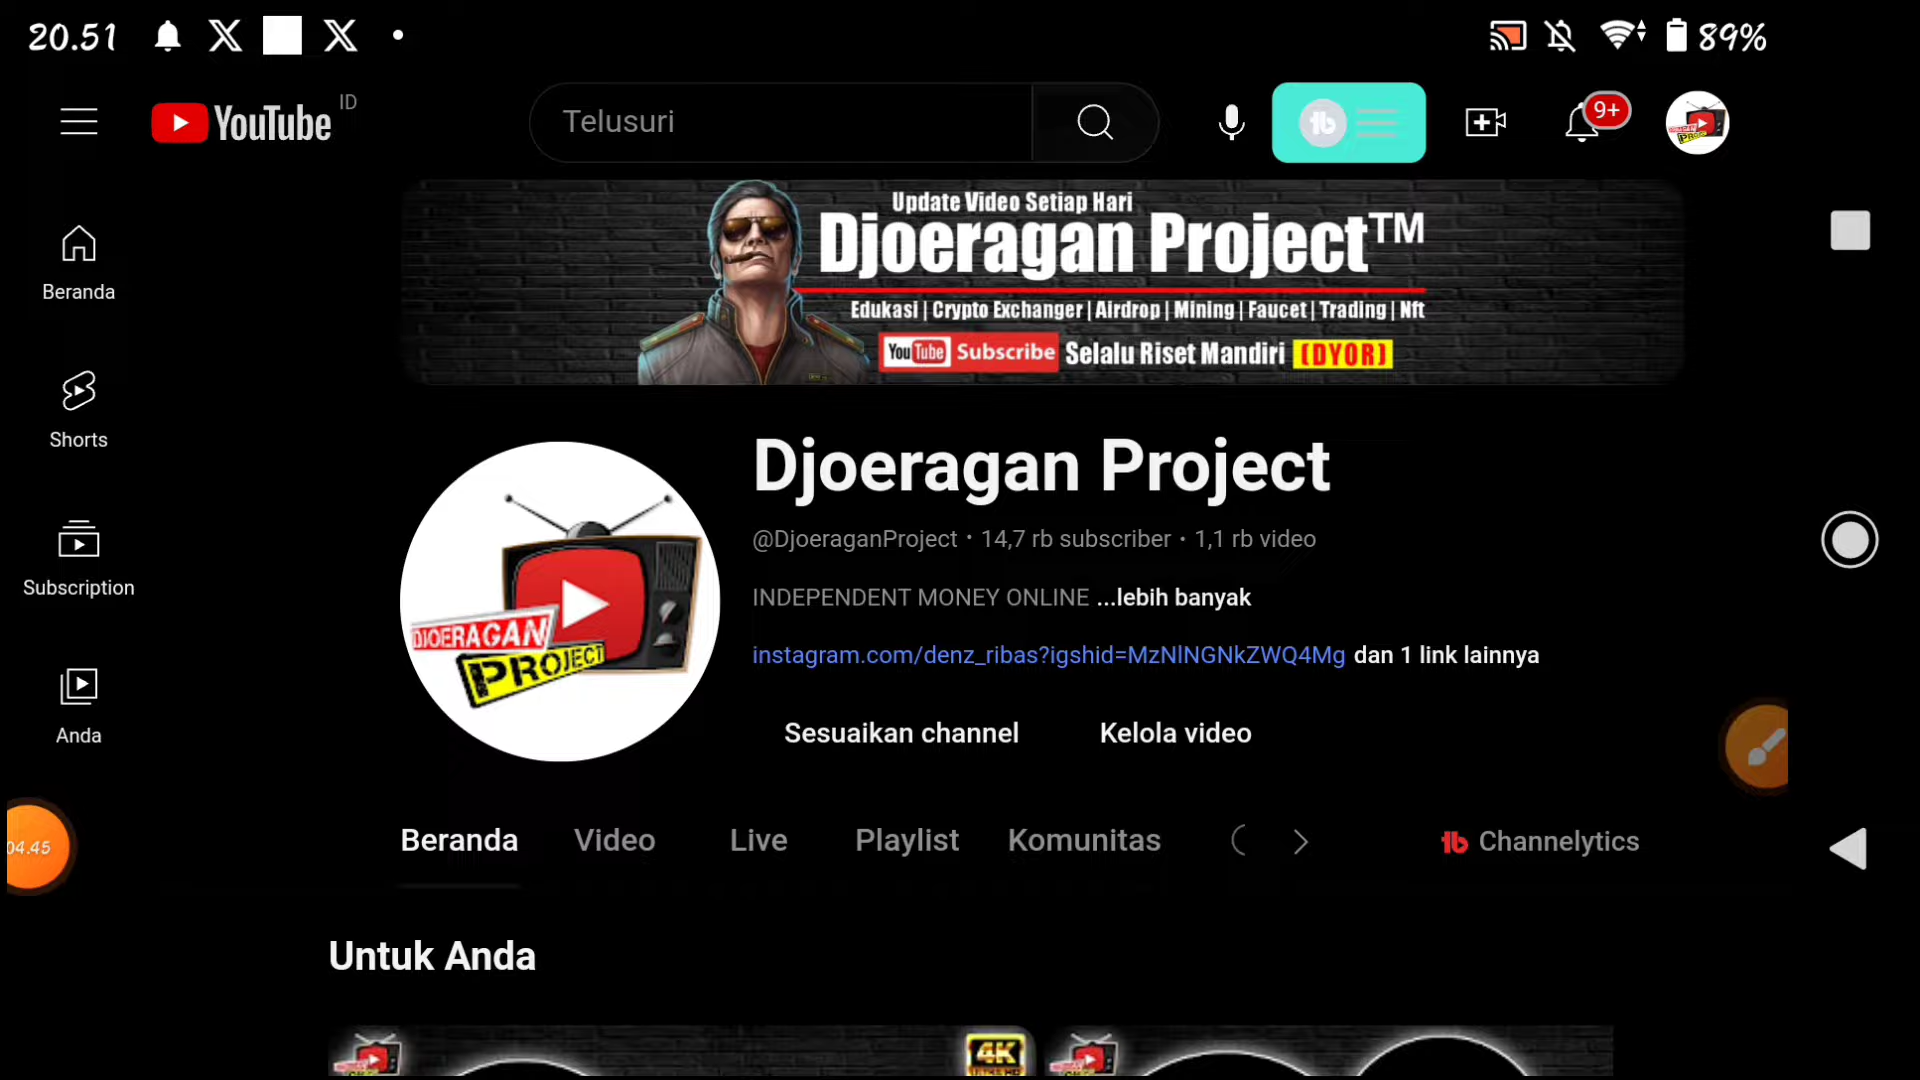 20.51
89%
YouTube ID
Telusuri
9+
Update Video Setiap Hari
Djoeragan Project™
Edukasi | Crypto Exchanger | Airdrop | Mining | Faucet | Trading | Nft
YouTube Subscribe Selalu Riset Mandiri (DYOR)
Beranda
Shorts
Subscription
Anda
DJOERAGAN
PROJECT
Djoeragan Project
@DjoeraganProject • 14,7 rb subscriber • 1,1 rb video
INDEPENDENT MONEY ONLINE ...lebih banyak
instagram.com/denz_ribas?igshid=MzNlNGNkZWQ4Mg dan 1 link lainnya
Sesuaikan channel
Kelola video
04.45
Beranda
Video
Live
Playlist
Komunitas
Channelytics
Untuk Anda
4K